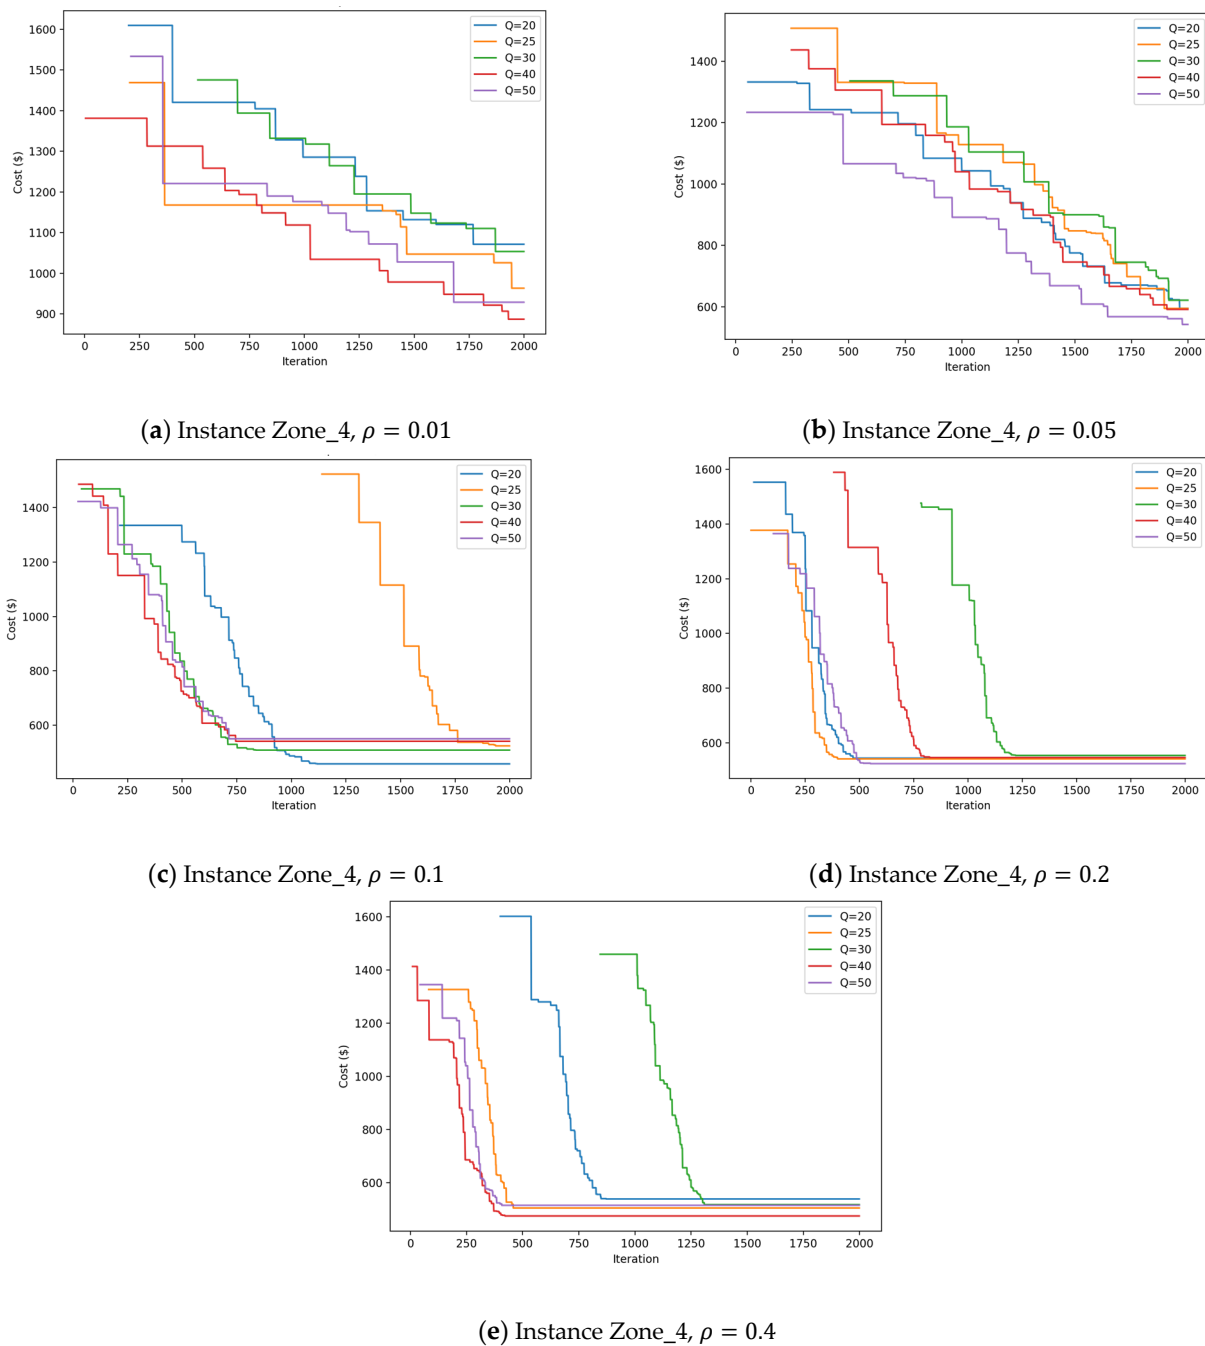 1600
1500
1400
1300
1200
1100
1000
900
Cost ($)
0 250 500 750 1000 1250 1500 1750 2000
Iteration
Q=20
Q=25
Q=30
Q=40
Q=50
1400
1200
1000
800
600
Cost ($)
0 250 500 750 1000 1250 1500 1750 2000
Iteration
Q=20
Q=25
Q=30
Q=40
Q=50
(a) Instance Zone_4, ρ = 0.01
(b) Instance Zone_4, ρ = 0.05
1400
1200
1000
800
600
Cost ($)
0 250 500 750 1000 1250 1500 1750 2000
Iteration
Q=20
Q=25
Q=30
Q=40
Q=50
1600
1400
1200
1000
800
600
Cost ($)
0 250 500 750 1000 1250 1500 1750 2000
Iteration
Q=20
Q=25
Q=30
Q=40
Q=50
(c) Instance Zone_4, ρ = 0.1
(d) Instance Zone_4, ρ = 0.2
1600
1400
1200
1000
800
600
Cost ($)
0 250 500 750 1000 1250 1500 1750 2000
Iteration
Q=20
Q=25
Q=30
Q=40
Q=50
(e) Instance Zone_4, ρ = 0.4